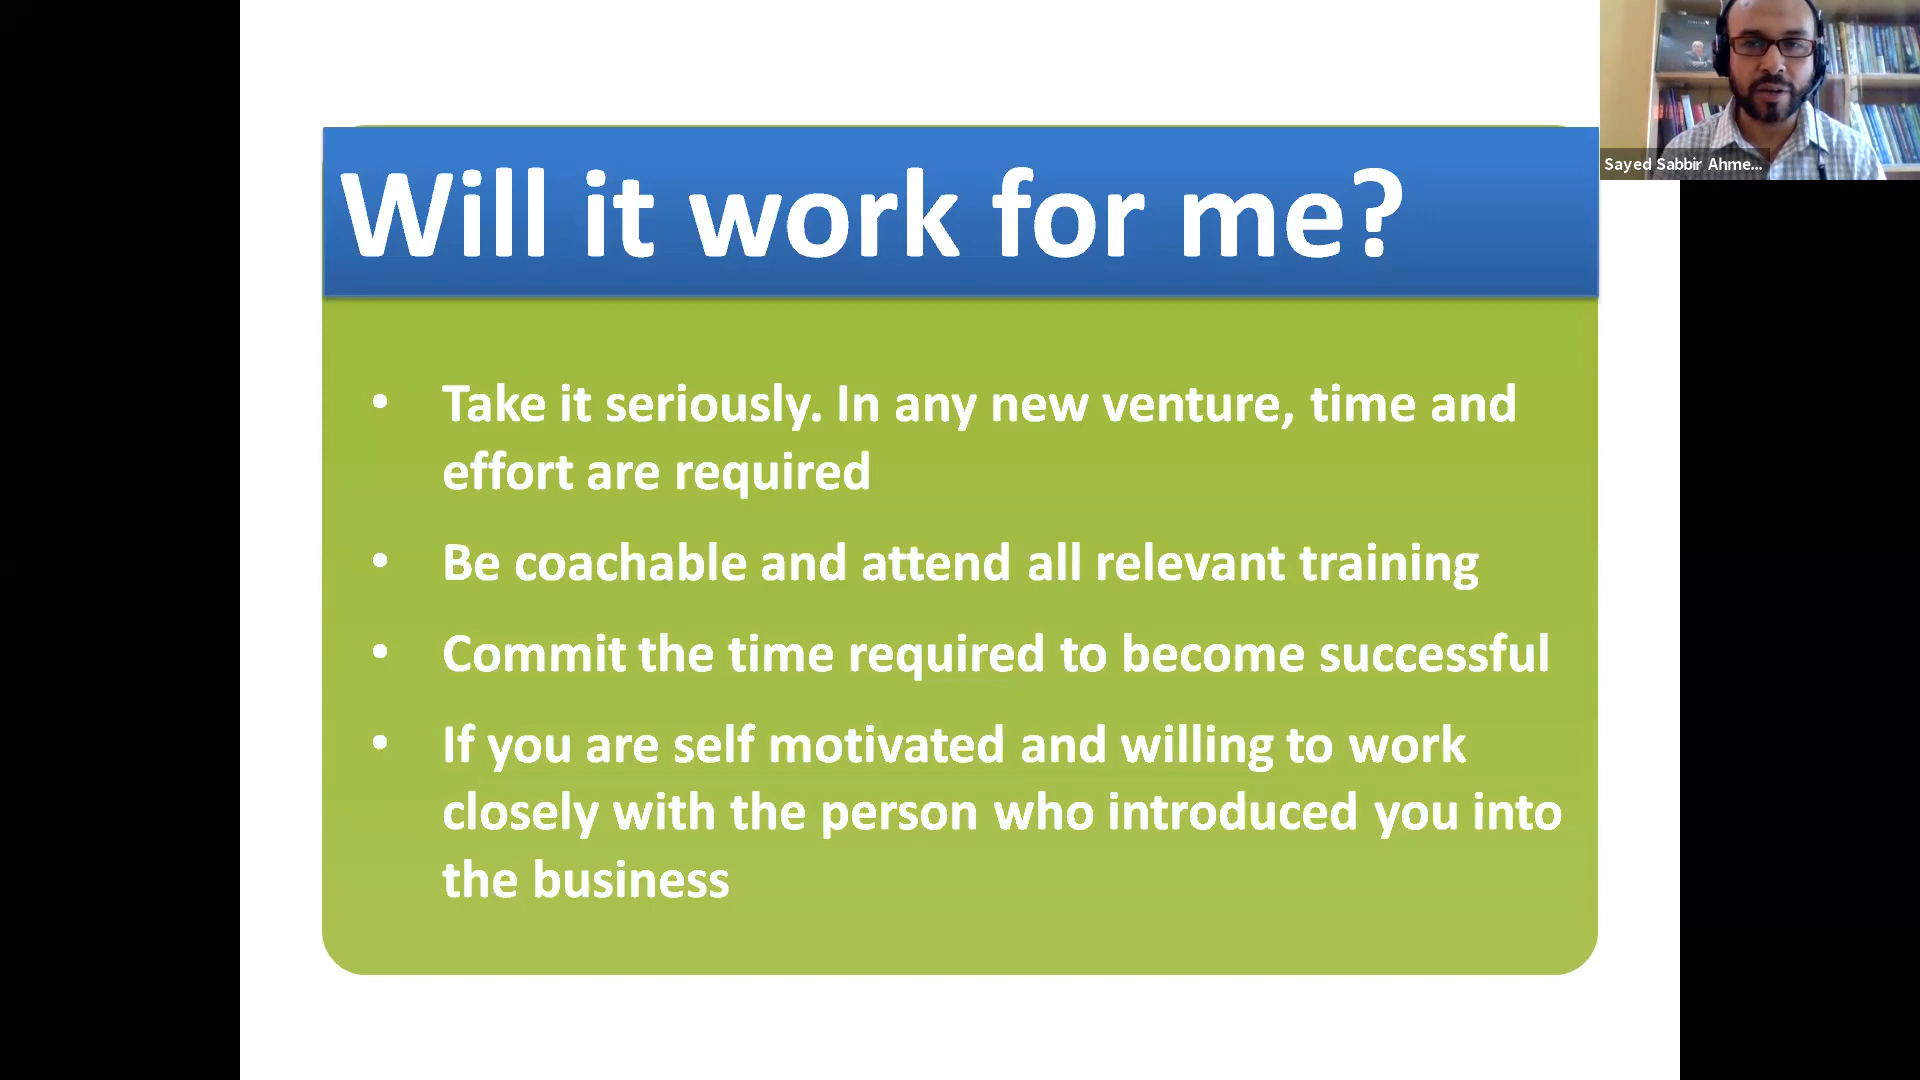 Will it work for me?
Sayed Sabbir Ahme...
• Take it seriously. In any new venture, time and
effort are required
• Be coachable and attend all relevant training
• Commit the time required to become successful
• If you are self motivated and willing to work
closely with the person who introduced you into
the business